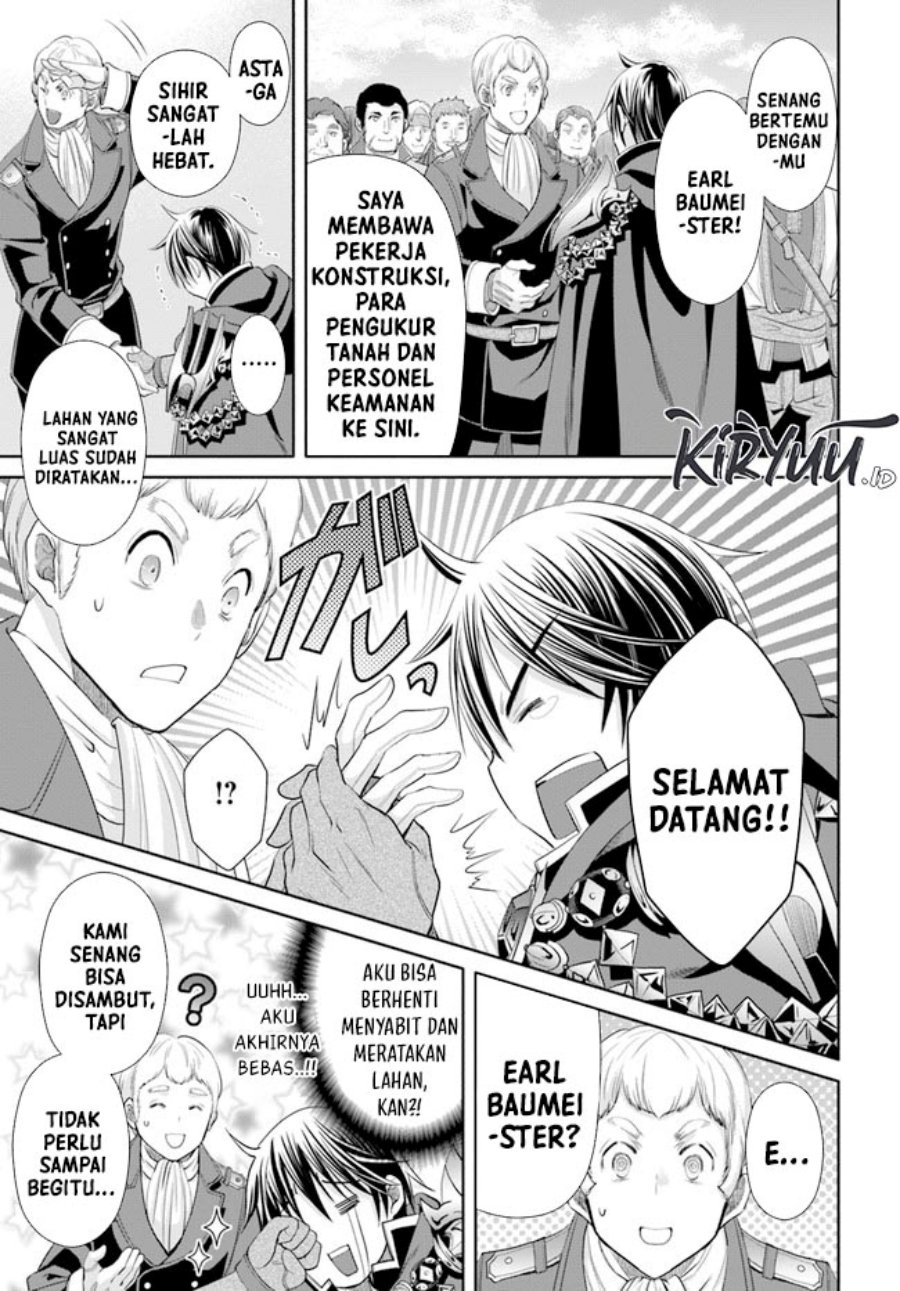 SENANG
BERTEMU
DENGAN
-MU
EARL
BAUMEI
-STER!
SAYA
MEMBAWA
PEKERJA
KONSTRUKSI,
PARA
PENGUKUR
TANAH DAN
PERSONEL
KEAMANAN
KE SINI.
ASTA
-GA
SIHIR
SANGAT
-LAH
HEBAT.
.....
LAHAN YANG
SANGAT
LUAS SUDAH
DIRATAKAN...
KiRYUU.ID
ガシっ
SELAMAT
DATANG!!
!?
E...
EARL
BAUMEI
-STER?
AKU BISA
BERHENTI
MENYABIT DAN
MERATAKAN
LAHAN,
KAN?!
UUHH...
AKU
AKHIRNYA
BEBAS..!!
?
KAMI
SENANG
BISA
DISAMBUT,
TAPI
TIDAK
PERLU
SAMPAI
BEGITU...